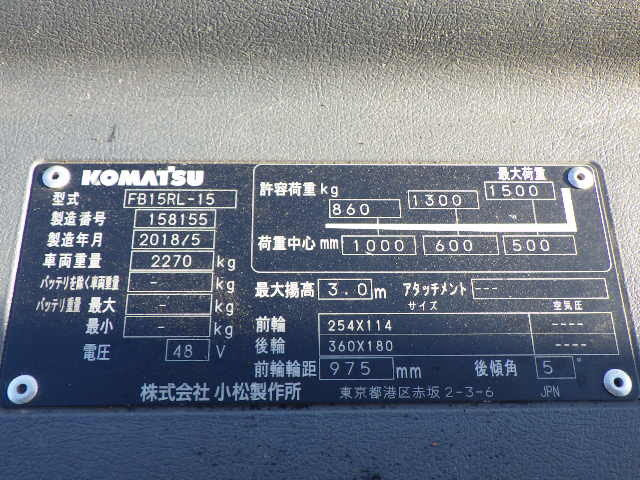 KOMATSU
型式 FB15RL-15
製造番号 158155
製造年月 2018/5
車両重量 2270 kg
バッテリを除く車両重量 - kg
バッテリ重量 最大 - kg
最小 - kg
電圧 48 V
最大荷重
許容荷重 kg 860 1300 1500
荷重中心 mm 1000 600 500
最大揚高 3.0 m アタッチメント ---
サイズ 空気圧
前輪 254X114 ----
後輪 360X180 ----
前輪輪距 975 mm 後傾角 5 °
株式会社 小松製作所 東京都港区赤坂 2-3-6 JPN